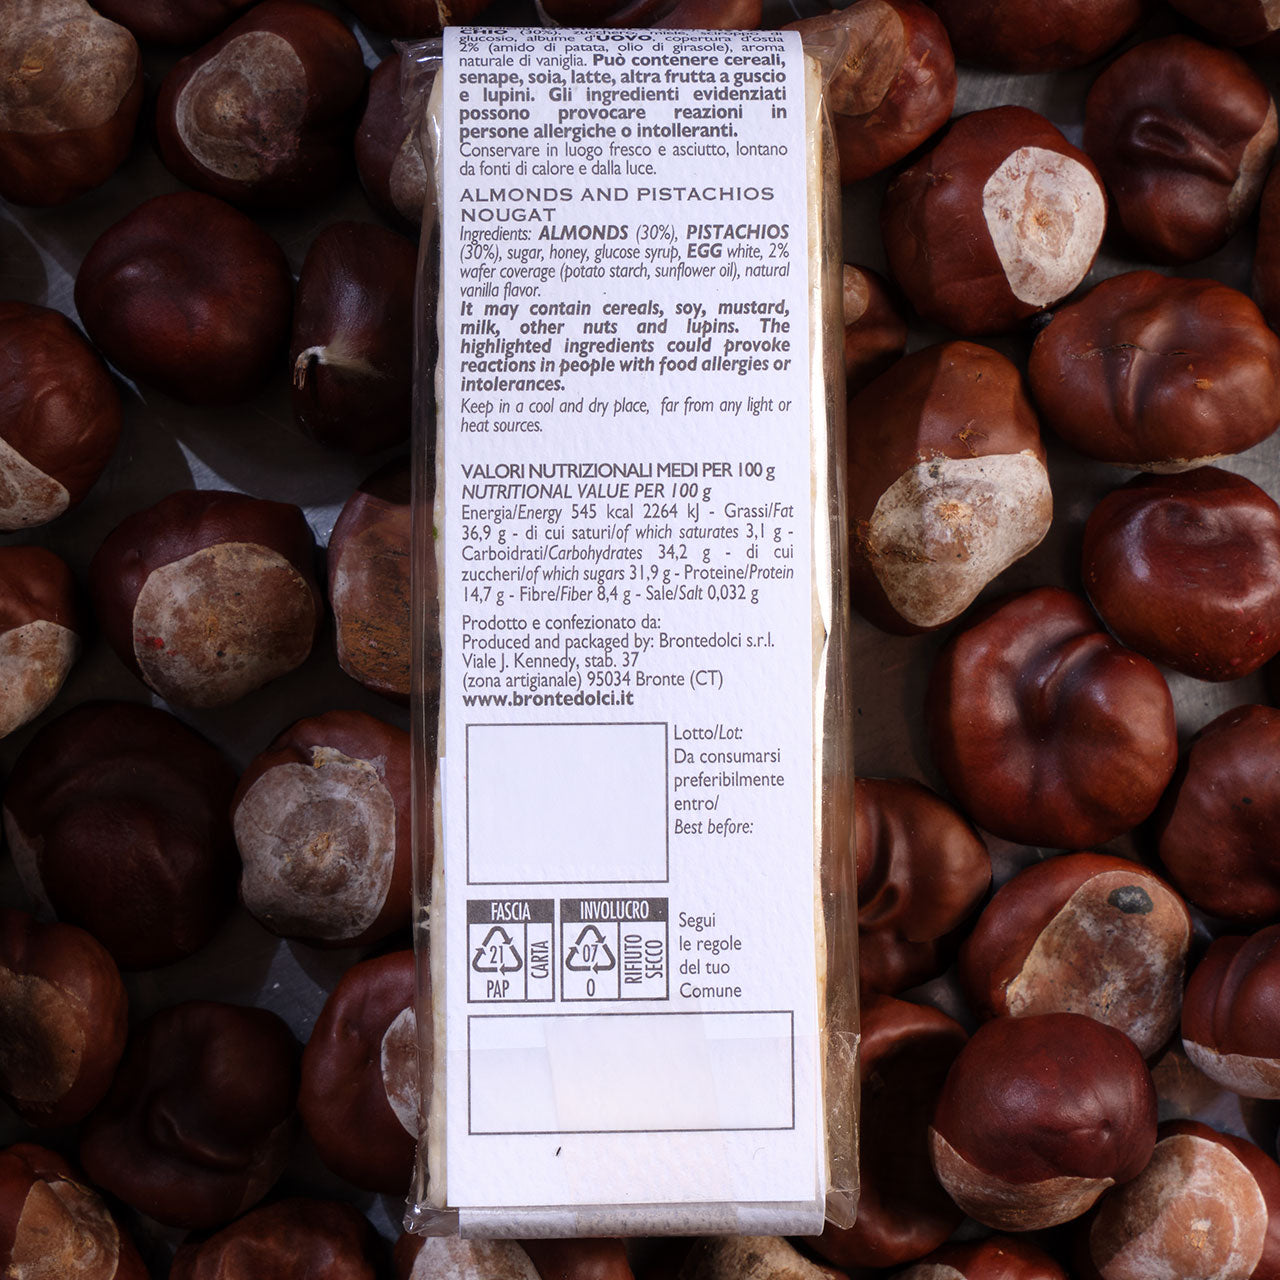 CHIO (30%), zucchero, miele, sciroppo di
glucosio, albume d'UOVO, copertura d'ostia
2% (amido di patata, olio di girasole), aroma
naturale di vaniglia. Può contenere cereali,
senape, soia, latte, altra frutta a guscio
e lupini. Gli ingredienti evidenziati
possono provocare reazioni in
persone allergiche o intolleranti.
Conservare in luogo fresco e asciutto, lontano
da fonti di calore e dalla luce.
ALMONDS AND PISTACHIOS
NOUGAT
Ingredients: ALMONDS (30%), PISTACHIOS
(30%), sugar, honey, glucose syrup, EGG white, 2%
wafer coverage (potato starch, sunflower oil), natural
vanilla flavor.
It may contain cereals, soy, mustard,
milk, other nuts and lupins. The
highlighted ingredients could provoke
reactions in people with food allergies or
intolerances.
Keep in a cool and dry place, far from any light or
heat sources.
VALORI NUTRIZIONALI MEDI PER 100 g
NUTRITIONAL VALUE PER 100 g
Energia/Energy 545 kcal 2264 kJ - Grassi/Fat
36,9 g - di cui saturi/of which saturates 3,1 g -
Carboidrati/Carbohydrates 34,2 g - di cui
zuccheri/of which sugars 31,9 g - Proteine/Protein
14,7 g - Fibre/Fiber 8,4 g - Sale/Salt 0,032 g
Prodotto e confezionato da:
Produced and packaged by: Brontedolci s.r.l.
Viale J. Kennedy, stab. 37
(zona artigianale) 95034 Bronte (CT)
www.brontedolci.it
Lotto/Lot:
Da consumarsi
preferibilmente
entro/
Best before:
FASCIA
21
PAP
CARTA
INVOLUCRO
07
0
RIFIUTO
SECCO
Segui
le regole
del tuo
Comune